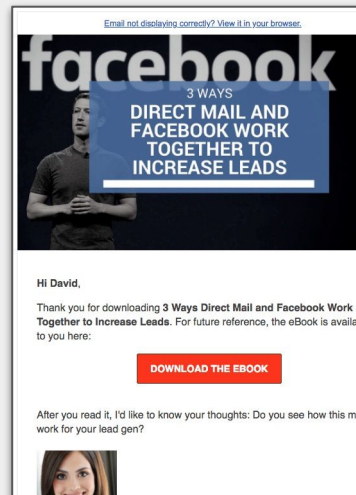 Email not displaying correctly? View it in your browser.
facebook
3 WAYS
DIRECT MAIL AND
FACEBOOK WORK
TOGETHER TO
INCREASE LEADS
Hi David,
Thank you for downloading 3 Ways Direct Mail and Facebook Work
Together to Increase Leads. For future reference, the eBook is
to you here:
DOWNLOAD THE EBOOK
After you read it, I'd like to know your thoughts: Do you see how this
work for your lead gen?